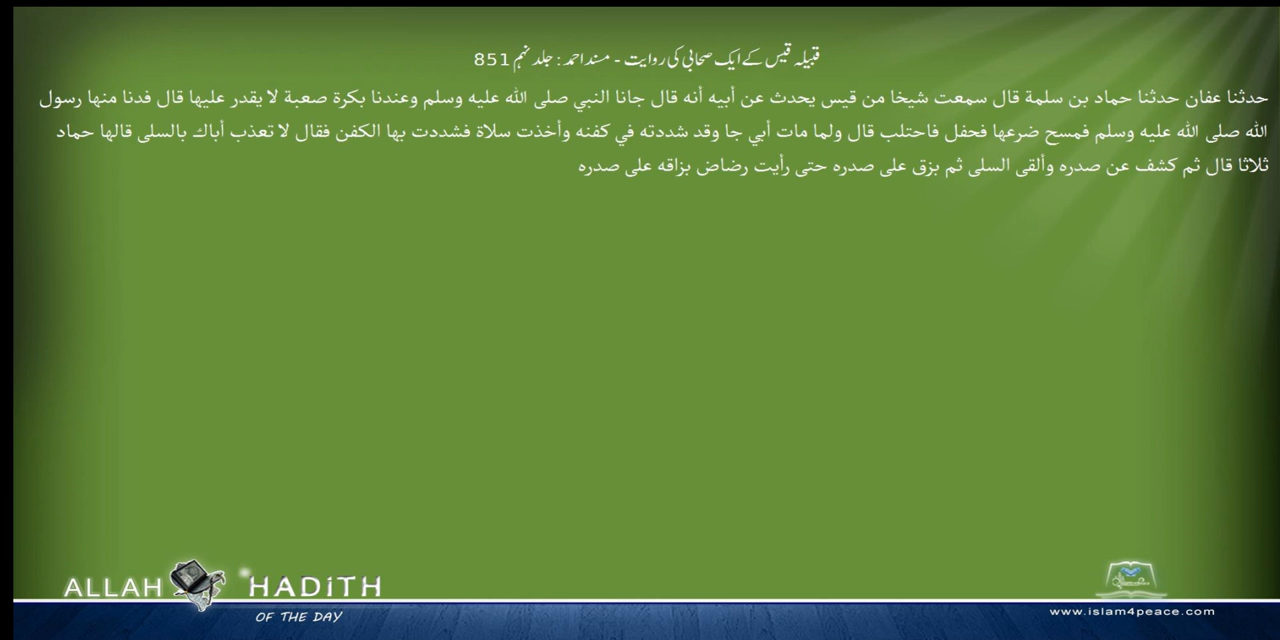 قبیلہ قیس کے ایک صحابی کی روایت - مسند احمد : جلد نہم 851
حدثنا عفان حدثنا حماد بن سلمة قال سمعت شيخا من قيس يحدث عن أبيه أنه قال جانا النبي صلى الله عليه وسلم وعندنا بكرة صعبة لا يقدر عليها قال فدنا منها رسول
الله صلى الله عليه وسلم فمسح ضرعها فحفل فاحتلب قال ولما مات أبي جا وقد شددته في كفنه وأخذت سلاة فشددت بها الكفن فقال لا تعذب أباك بالسلى قالها حماد
ثلاثا قال ثم كشف عن صدره وألقى السلى ثم بزق على صدره حتى رأيت رضاض بزاقه على صدره
ALLAH HADITH
OF THE DAY
www.islam4peace.com